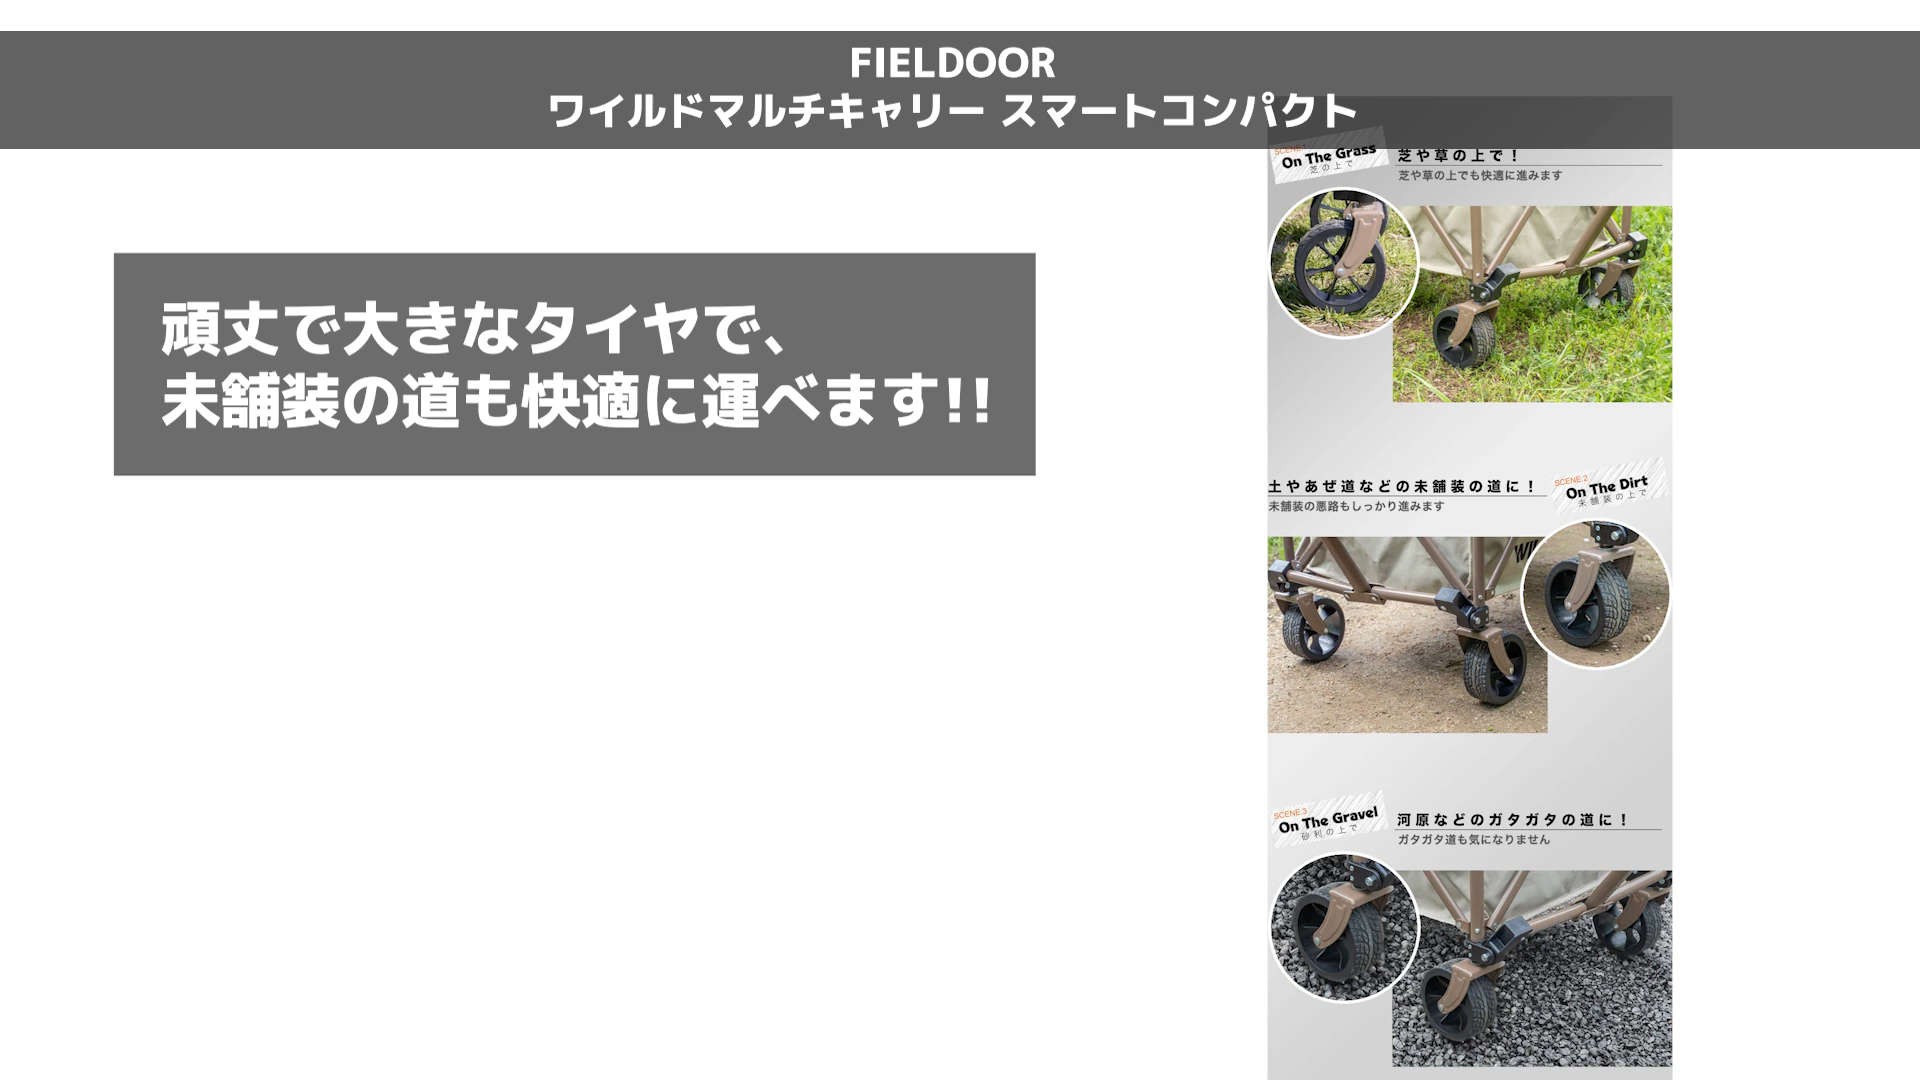 FIELDOOR
ワイルドマルチキャリー スマートコンパクト
頑丈で大きなタイヤで、
未舗装の道も快適に運べます!!
SCENE 1
On The Grass
芝の上で
芝や草の上で！
芝や草の上でも快適に進みます
土やあぜ道などの未舗装の道に！
未舗装の悪路もしっかり進みます
SCENE 2
On The Dirt
未舗装の上で
WI
SCENE 3
On The Gravel
砂利の上で
河原などのガタガタの道に！
ガタガタ道も気になりません